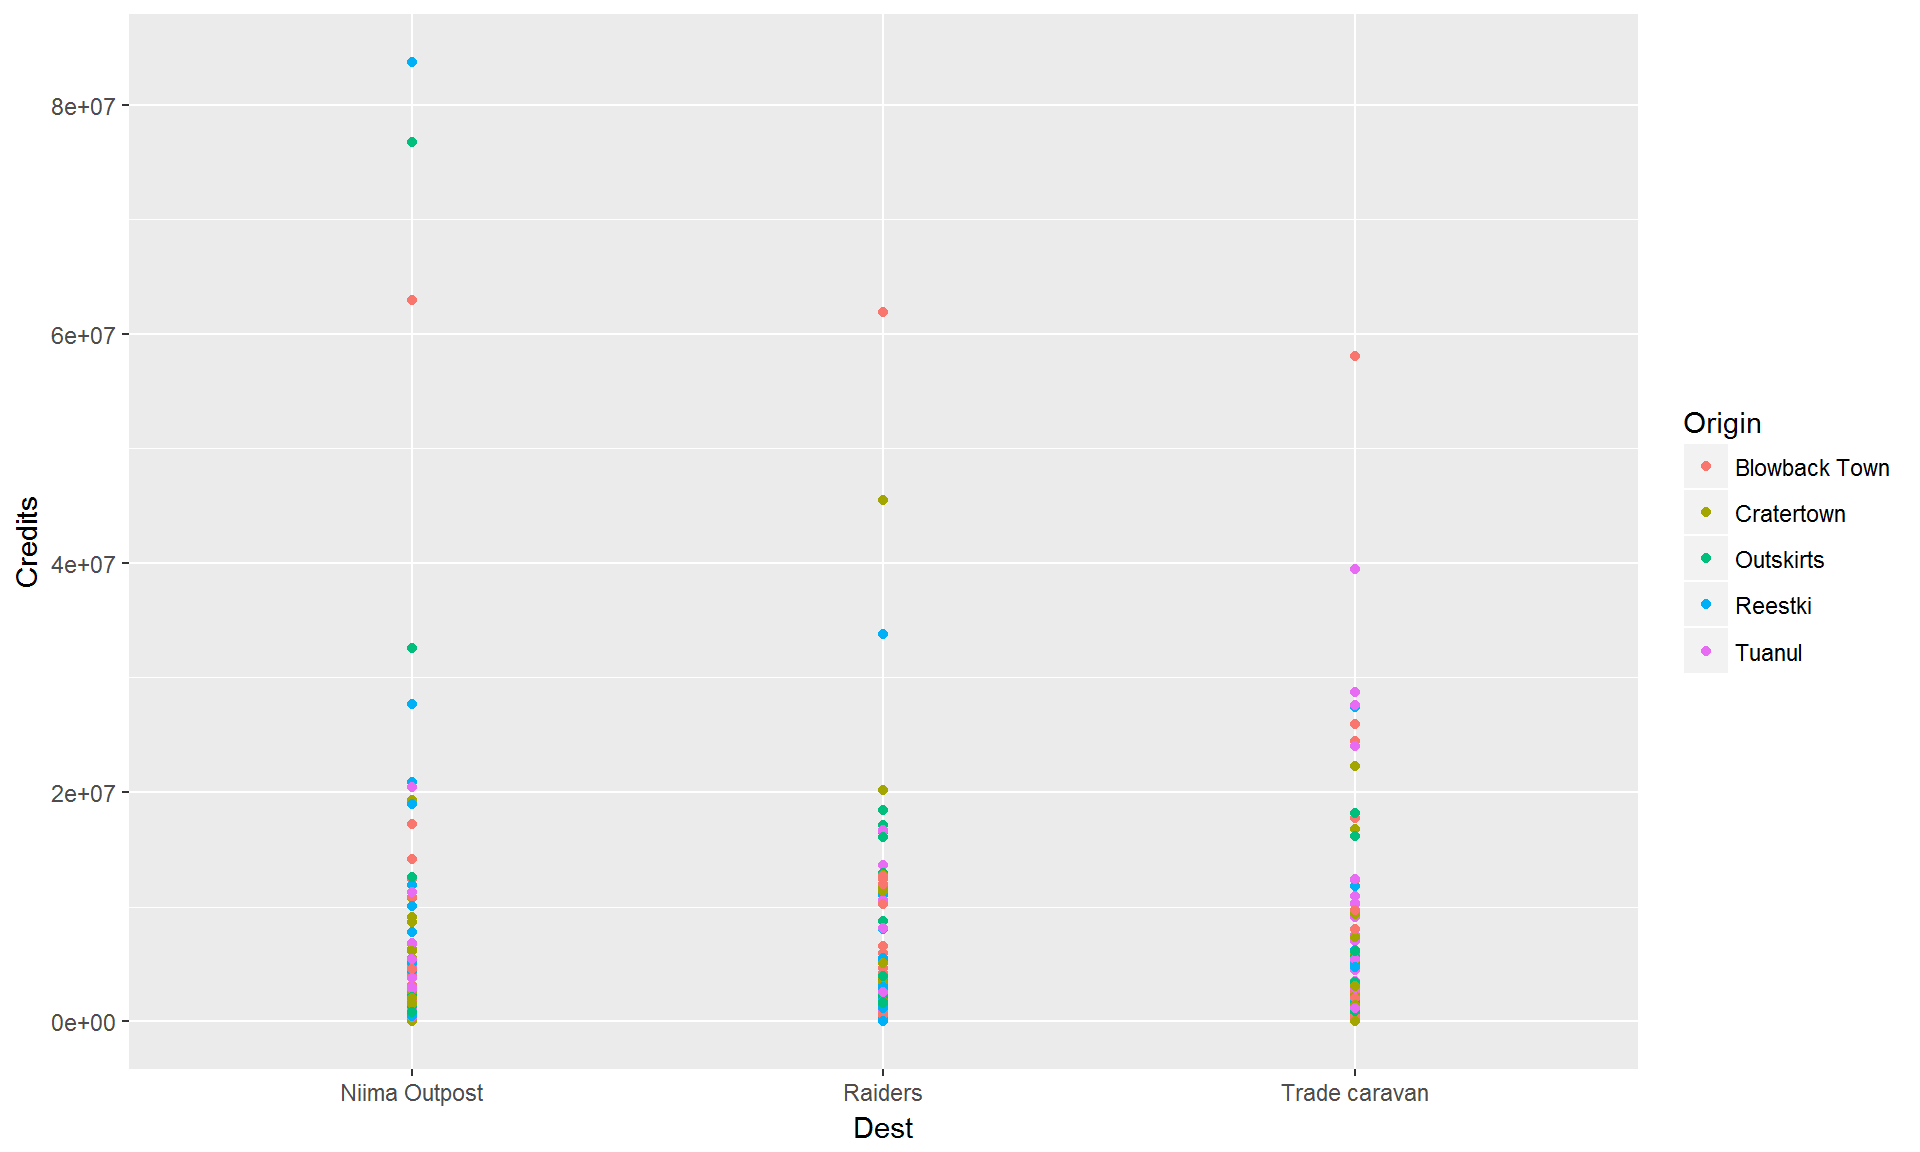 8e+07
6e+07
4e+07
2e+07
0e+00
Credits
Niima Outpost
Raiders
Trade caravan
Dest
Origin
Blowback Town
Cratertown
Outskirts
Reestki
Tuanul